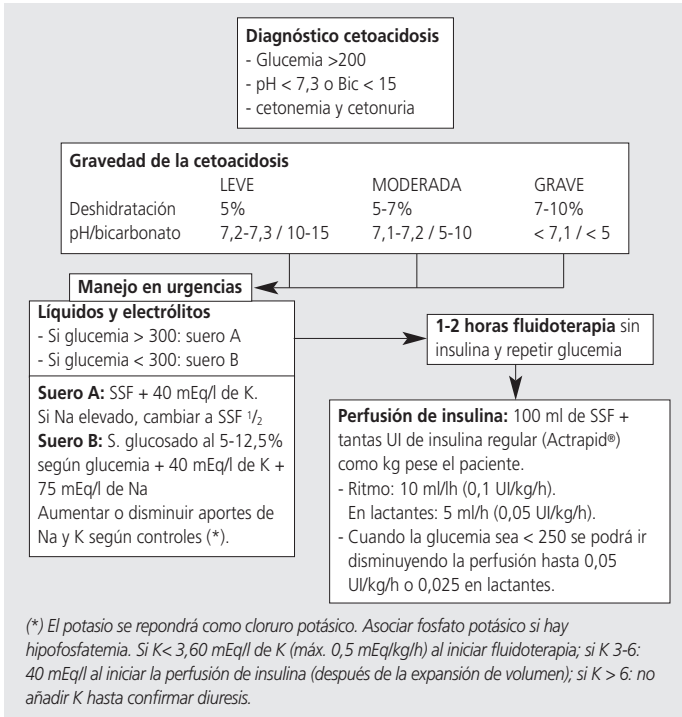 Diagnóstico cetoacidosis
- Glucemia >200
- pH < 7,3 o Bic < 15
- cetonemia y cetonuria
Gravedad de la cetoacidosis
LEVE MODERADA GRAVE
Deshidratación 5% 5-7% 7-10%
pH/bicarbonato 7,2-7,3 / 10-15 7,1-7,2 / 5-10 < 7,1 / < 5
Manejo en urgencias
Líquidos y electrólitos
- Si glucemia > 300: suero A
- Si glucemia < 300: suero B
Suero A: SSF + 40 mEq/l de K.
Si Na elevado, cambiar a SSF 1/2
Suero B: S. glucosado al 5-12,5%
según glucemia + 40 mEq/l de K +
75 mEq/l de Na
Aumentar o disminuir aportes de
Na y K según controles (*).
1-2 horas fluidoterapia sin
insulina y repetir glucemia
Perfusión de insulina: 100 ml de SSF +
tantas UI de insulina regular (Actrapid®)
como kg pese el paciente.
- Ritmo: 10 ml/lh (0,1 UI/kg/h).
En lactantes: 5 ml/h (0,05 UI/kg/h).
- Cuando la glucemia sea < 250 se podrá ir
disminuyendo la perfusión hasta 0,05
UI/kg/h o 0,025 en lactantes.
(*) El potasio se repondrá como cloruro potásico. Asociar fosfato potásico si hay
hipofosfatemia. Si K< 3,60 mEq/l de K (máx. 0,5 mEq/kg/h) al iniciar fluidoterapia; si K 3-6:
40 mEq/l al iniciar la perfusión de insulina (después de la expansión de volumen); si K > 6: no
añadir K hasta confirmar diuresis.